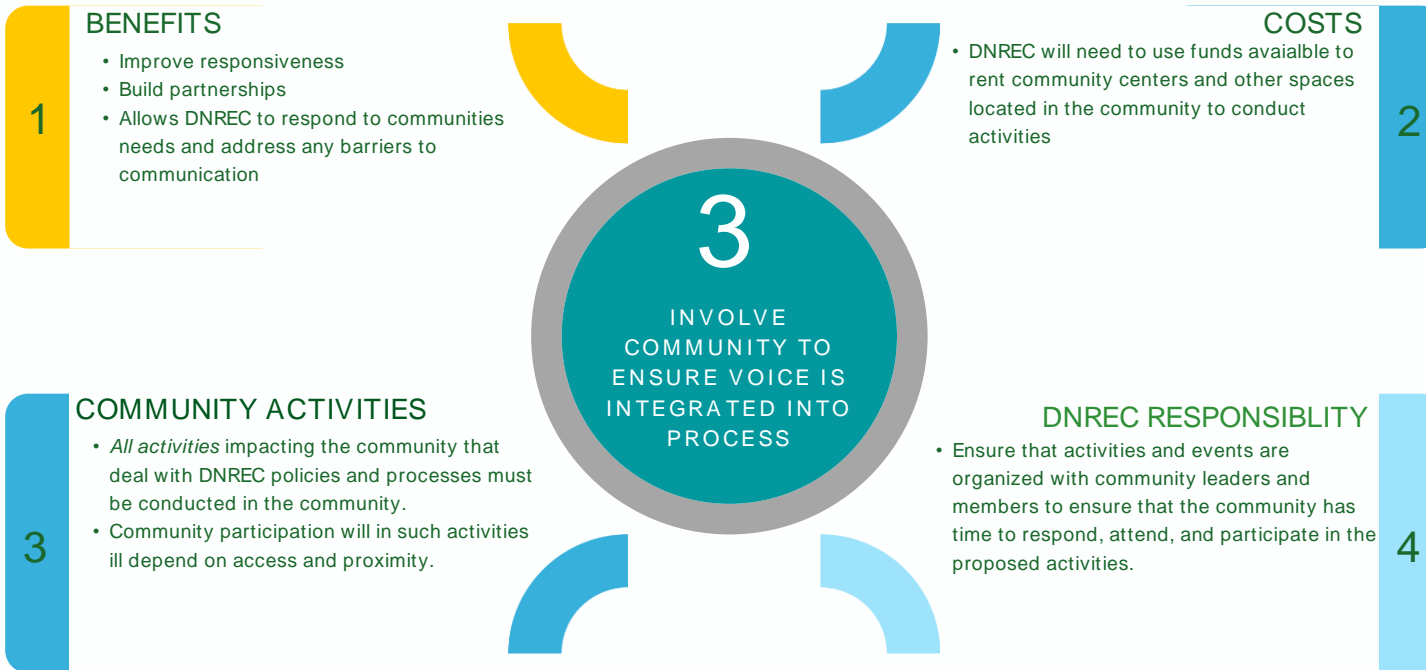 1
BENEFITS
• Improve responsiveness
• Build partnerships
• Allows DNREC to respond to communities
needs and address any barriers to
communication
COSTS
• DNREC will need to use funds avaialble to
rent community centers and other spaces
located in the community to conduct
activities
2
3
INVOLVE
COMMUNITY TO
ENSURE VOICE IS
INTEGRATED INTO
PROCESS
3
COMMUNITY ACTIVITIES
• All activities impacting the community that
deal with DNREC policies and processes must
be conducted in the community.
• Community participation will in such activities
ill depend on access and proximity.
DNREC RESPONSIBLITY
• Ensure that activities and events are
organized with community leaders and
members to ensure that the community has
time to respond, attend, and participate in the
proposed activities.
4